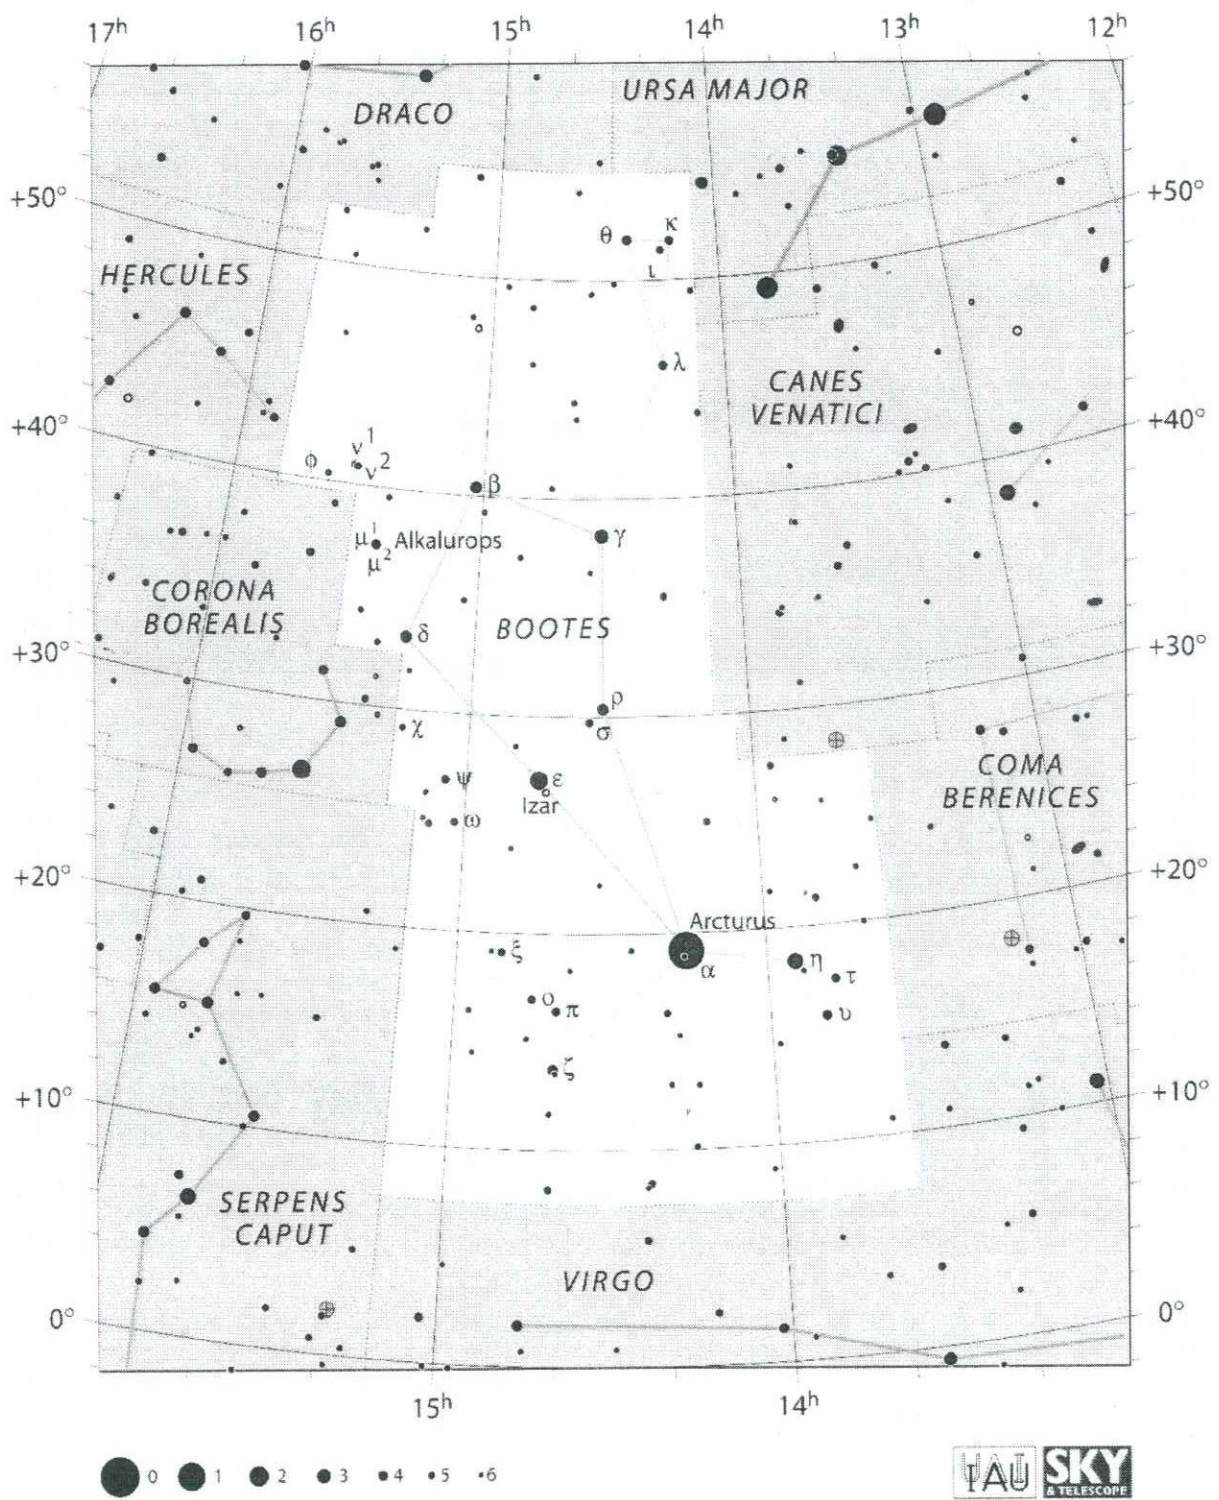 17h 16h 15h 14h 13h 12h
URSA MAJOR
DRACO
+50° +50°
θ κ
ι
HERCULES
λ
CANES
VENATICI
+40° +40°
φ ν1
ν2
β
γ
μ1 Alkalurops
μ2
CORONA
BOREALIS
BOOTES
δ
+30° +30°
ρ
σ
χ
COMA
BERENICES
ψ ε
Izar
ω
+20° +20°
Arcturus
ξ α η τ
ο π υ
ζ
+10° +10°
SERPENS
CAPUT
VIRGO
0° 0°
15h 14h
0 1 2 3 4 5 6
IAU SKY
& TELESCOPE